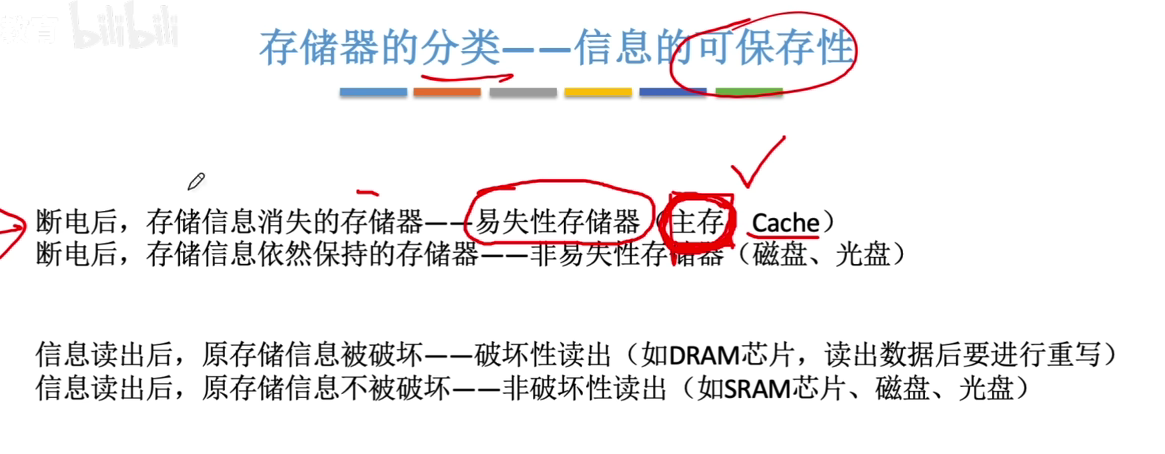 教育 bilibili
存储器的分类——信息的可保存性
断电后，存储信息消失的存储器——易失性存储器（主存、Cache）
断电后，存储信息依然保持的存储器——非易失性存储器（磁盘、光盘）
信息读出后，原存储信息被破坏——破坏性读出（如DRAM芯片，读出数据后要进行重写）
信息读出后，原存储信息不被破坏——非破坏性读出（如SRAM芯片、磁盘、光盘）